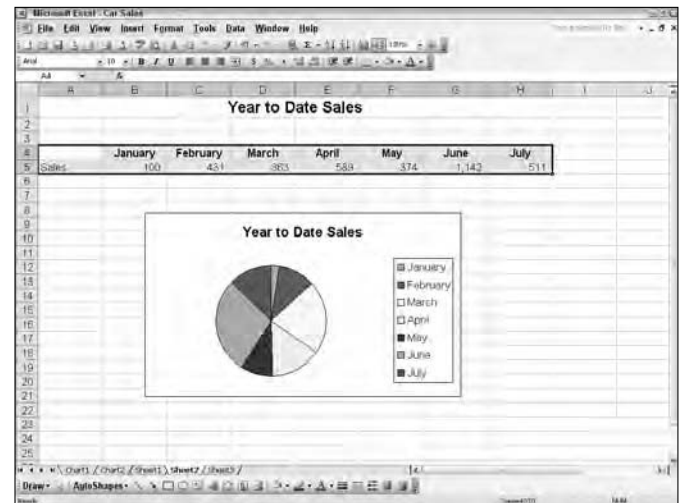 Microsoft Excel - Car Sales
File Edit View Insert Format Tools Data Window Help
Arial 10 B I U
A4
A B C D E F G H I J
1 Year to Date Sales
2
3
4 January February March April May June July
5 Sales 100 431 589 374 1,142 511
6
7
8
9
10
11
12
13
14
15
16
17
18
19
20
21
22
23
24
25
Year to Date Sales
January
February
March
April
May
June
July
Chart1 / Chart2 / Sheet1 \ Sheet2 / Sheet3 /
Draw AutoShapes
Ready